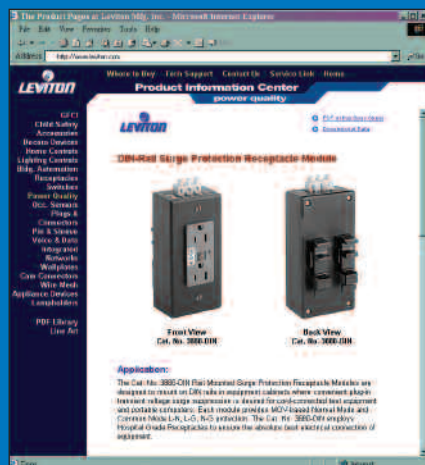 The Product Pages at Leviton Mfg. Inc. - Microsoft Internet Explorer
File Edit View Favorites Tools Help
Address http://www.leviton.com
LEVITON
Where to Buy Tech Support Contact Us Service Link Home
Product Information Center
power quality
GFCI
Child Safety
Accessories
Decora Devices
Home Controls
Lighting Controls
Bldg. Automation
Receptacles
Switches
Power Quality
Occ. Sensors
Plugs &
Connectors
Pin & Sleeve
Voice & Data
Integrated
Networks
Wallplates
Cam Connectors
Wire Mesh
Appliance Devices
Lampholders
PDF Library
Line Art
LEVITON
Dimensional Data
DIN-Rail Surge Protection Receptacle Module
Front View
Cat. No. 3800-DIN
Back View
Cat. No. 3800-DIN
Application:
The Cat. No. 3800-DIN Rail Mounted Surge Protection Receptacle Modules are
designed to mount on DIN rails in equipment cabinets where convenient plug-in
transient voltage surge suppression is desired for cord-connected test equipment
and portable computers. Each module provides MOV-based Normal Mode and
Common Mode L-N, L-G, N-G protection. The Cat. No. 3800-DIN employs
Hospital Grade Receptacles to ensure the absolute best electrical connection of
equipment.
Internet